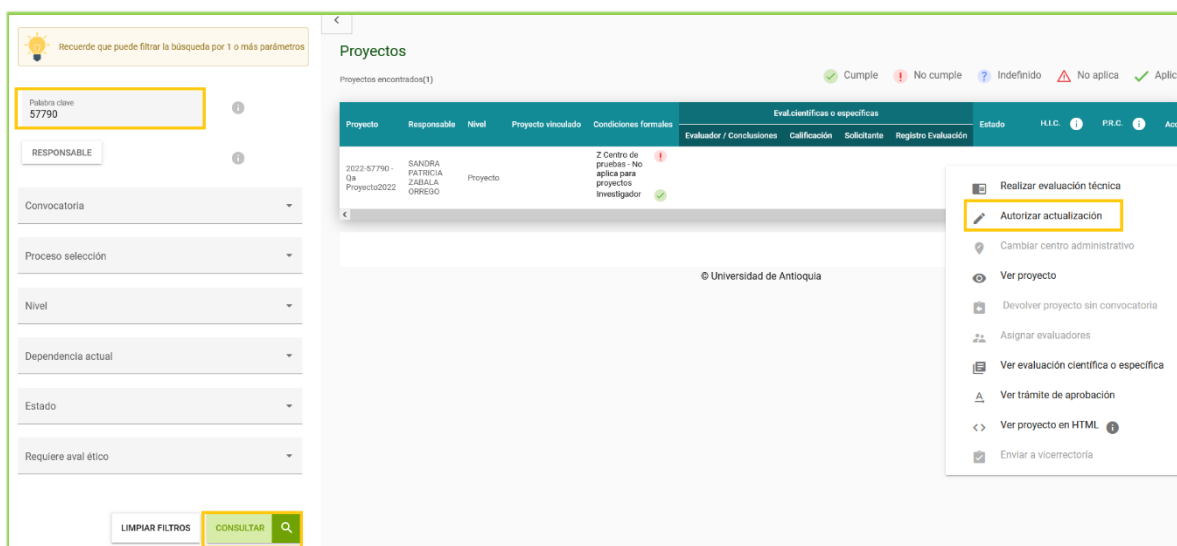 Recuerde que puede filtrar la búsqueda por 1 o más parámetros
Palabra clave
57790
RESPONSABLE
Convocatoria
Proceso selección
Nivel
Dependencia actual
Estado
Requiere aval ético
LIMPIAR FILTROS
CONSULTAR
Proyectos
Proyectos encontrados(1)
Cumple
No cumple
Indefinido
No aplica
Aplic
Proyecto
Responsable
Nivel
Proyecto vinculado
Condiciones formales
Eval.científicas o específicas
Evaluador / Conclusiones
Calificación
Solicitante
Registro Evaluación
Estado
H.I.C.
P.R.C.
Acc
2022-57790 -
Qa
Proyecto2022
SANDRA
PATRICIA
ZABALA
ORREGO
Proyecto
Z Centro de
pruebas - No
aplica para
proyectos
Investigador
© Universidad de Antioquia
Realizar evaluación técnica
Autorizar actualización
Cambiar centro administrativo
Ver proyecto
Devolver proyecto sin convocatoria
Asignar evaluadores
Ver evaluación científica o específica
Ver trámite de aprobación
Ver proyecto en HTML
Enviar a vicerrectoría